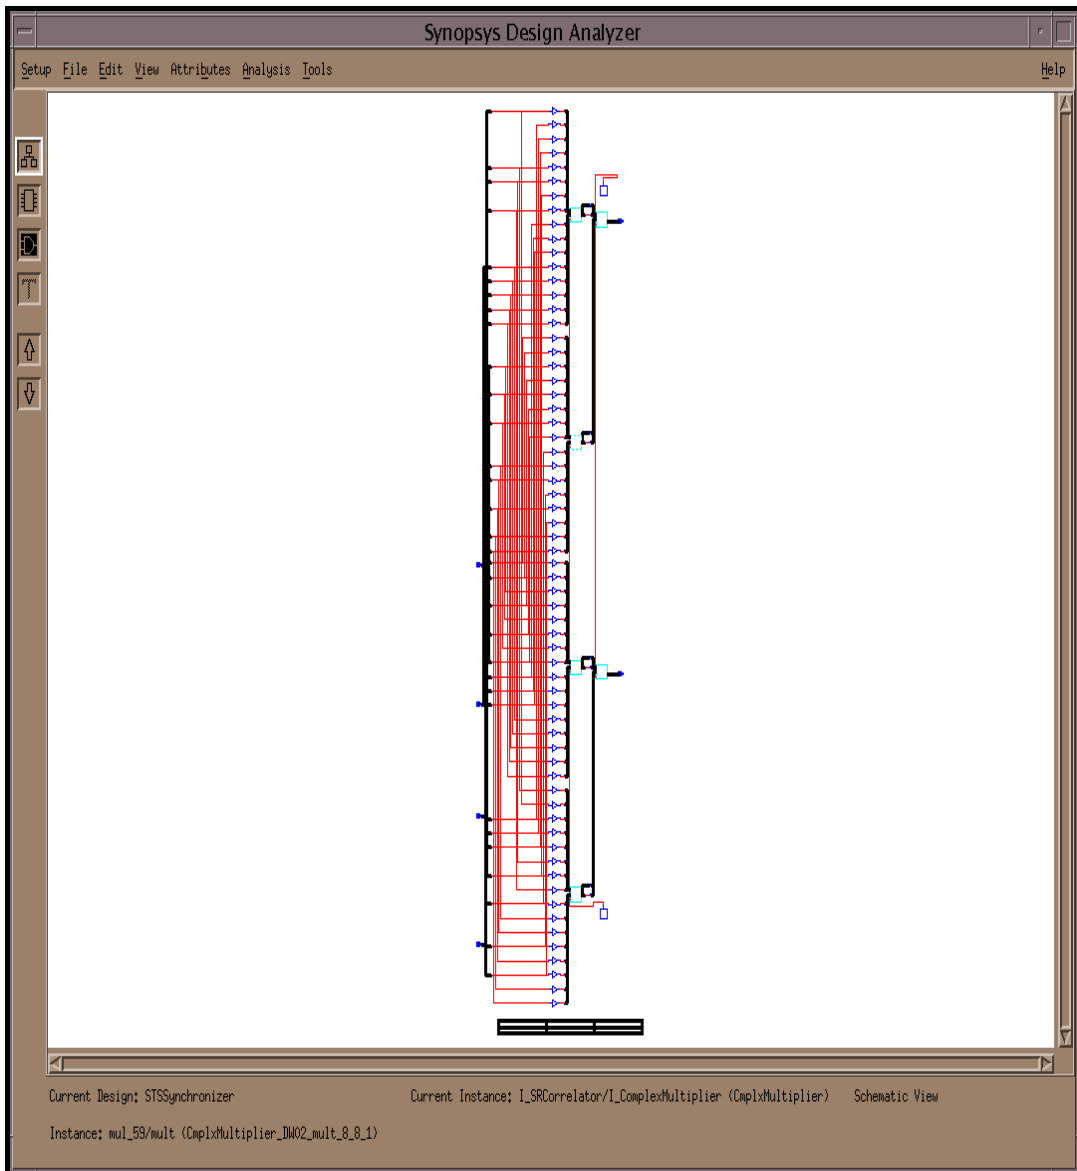 Synopsys Design Analyzer
Setup File Edit View Attributes Analysis Tools Help
Current Design: STSSynchronizer Current Instance: I_SRCorrelator/I_ComplexMultiplier (CmplxMultiplier) Schematic View
Instance: mul_59/mult (CmplxMultiplier_DW02_mult_8_8_1)